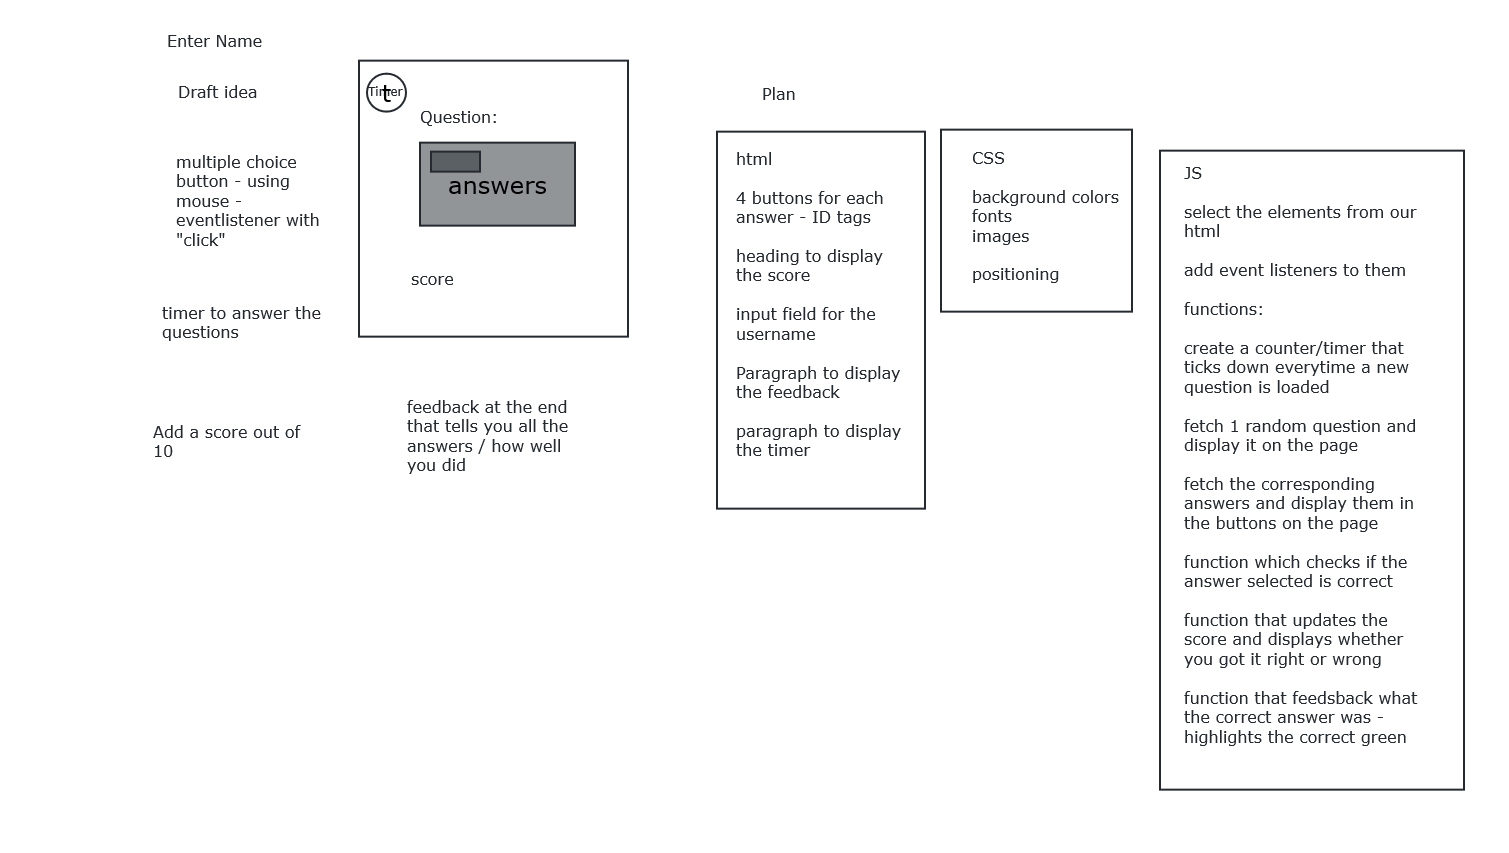 Enter Name
Draft idea
multiple choice
button - using
mouse -
eventlistener with
"click"
timer to answer the
questions
Add a score out of
10
Timer
t
Question:
answers
score
feedback at the end
that tells you all the
answers / how well
you did
Plan
html
4 buttons for each
answer - ID tags
heading to display
the score
input field for the
username
Paragraph to display
the feedback
paragraph to display
the timer
CSS
background colors
fonts
images
positioning
JS
select the elements from our
html
add event listeners to them
functions:
create a counter/timer that
ticks down everytime a new
question is loaded
fetch 1 random question and
display it on the page
fetch the corresponding
answers and display them in
the buttons on the page
function which checks if the
answer selected is correct
function that updates the
score and displays whether
you got it right or wrong
function that feedsback what
the correct answer was -
highlights the correct green